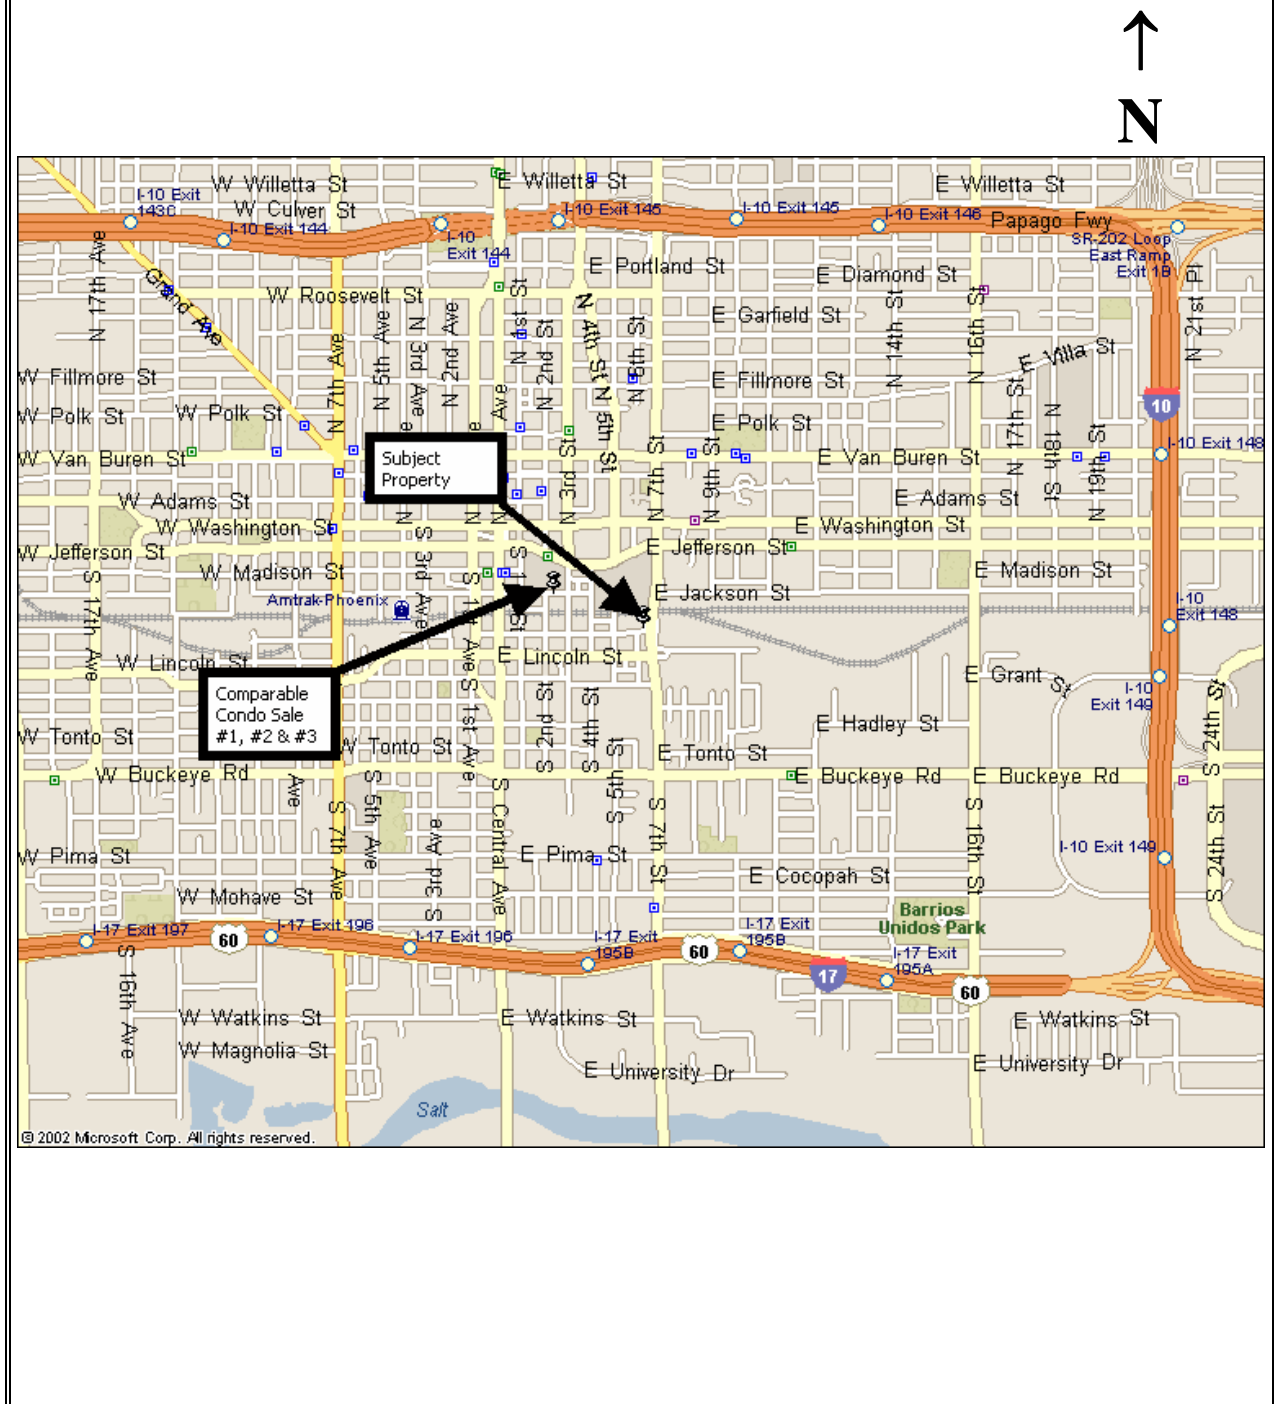 N
W Willetta St
E Willetta St
E Willetta St
I-10 Exit
143C
W Culver St
I-10 Exit 144
I-10
Exit 144
I-10 Exit 145
I-10 Exit 145
I-10 Exit 146
Papago Fwy
SR-202 Loop
East Ramp
Exit 1B
N 17th Ave
Grand Ave
E Portland St
E Diamond St
W Roosevelt St
E Garfield St
N 7th Ave
N 5th Ave
N 3rd Ave
N 2nd Ave
N 1st St
N 2nd St
N 4th St
N 5th St
N 6th St
N 14th St
N 16th St
N 21st Pl
E Villa St
W Fillmore St
E Fillmore St
W Polk St
W Polk St
E Polk St
Ave
N 3rd St
N 7th St
N 9th St
N 17th St
N 18th St
N 19th St
10
I-10 Exit 148
W Van Buren St
E Van Buren St
Subject
Property
W Adams St
E Adams St
W Washington St
E Washington St
W Jefferson St
E Jefferson St
W Madison St
E Madison St
Amtrak-Phoenix
E Jackson St
S 17th Ave
S 3rd Ave
S 1st Ave
S 1st St
I-10
Exit 148
W Lincoln St
E Lincoln St
E Grant St
I-10
Exit 149
Comparable
Condo Sale
#1, #2 & #3
S 1st Ave
S 2nd St
S 4th St
S 5th St
S 24th St
E Hadley St
W Tonto St
W Tonto St
E Tonto St
W Buckeye Rd
E Buckeye Rd
E Buckeye Rd
Ave
S 7th Ave
S 5th Ave
S 3rd Ave
S Central Ave
S 7th St
S 16th St
S 24th St
W Pima St
E Pima St
I-10 Exit 149
E Cocopah St
W Mohave St
Barrios
Unidos Park
I-17 Exit 197
60
I-17 Exit 196
I-17 Exit 196
I-17 Exit
195B
60
I-17 Exit
195B
17
I-17 Exit
195A
60
S 16th Ave
W Watkins St
E Watkins St
E Watkins St
W Magnolia St
E University Dr
E University Dr
Salt
© 2002 Microsoft Corp. All rights reserved.